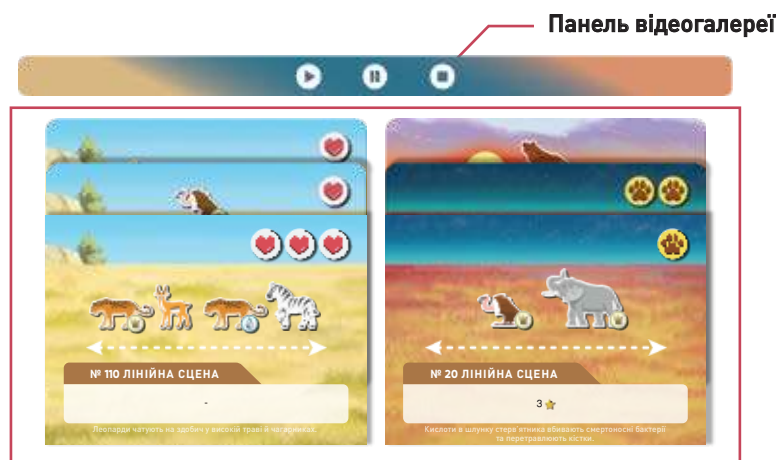 Панель відеогалереї
№ 110 ЛІНІЙНА СЦЕНА
-
Леопарди чатують на здобич у високій траві й чагарниках.
№ 20 ЛІНІЙНА СЦЕНА
3
Кислоти в шлунку стерв'ятника вбивають смертоносні бактерії
та перетравлюють кістки.